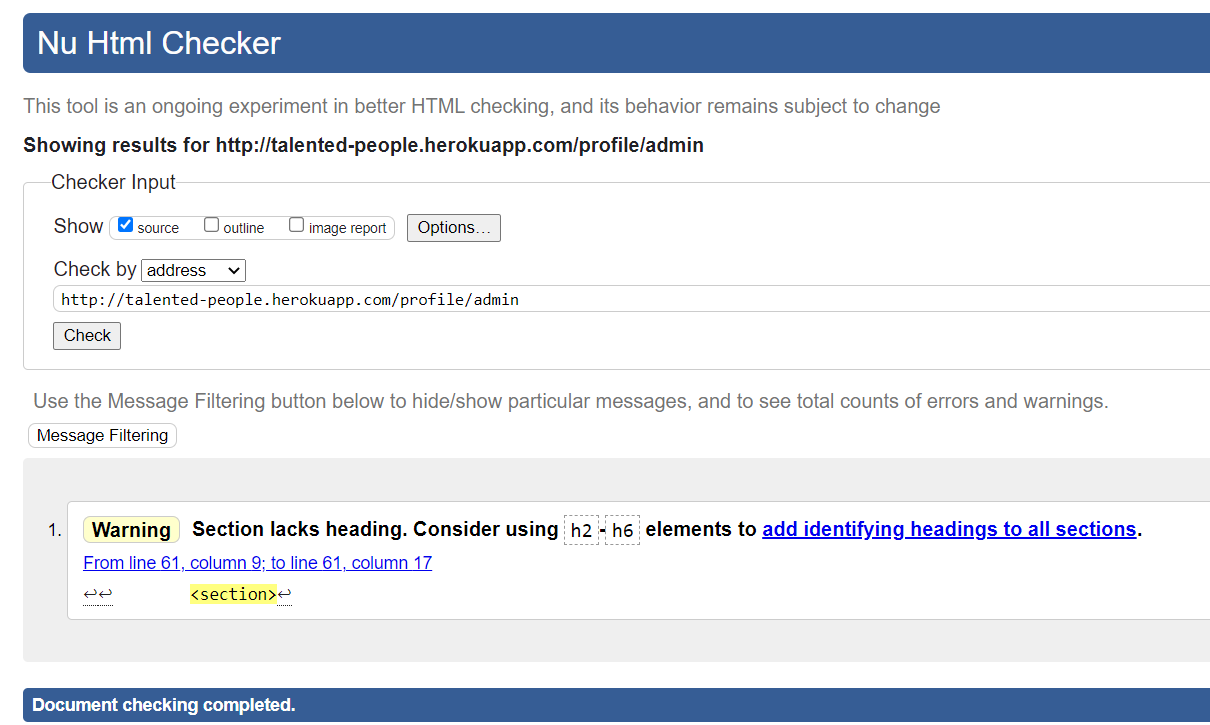 Nu Html Checker
This tool is an ongoing experiment in better HTML checking, and its behavior remains subject to change
Showing results for http://talented-people.herokuapp.com/profile/admin
Checker Input
Show source outline image report Options...
Check by address
http://talented-people.herokuapp.com/profile/admin
Check
Use the Message Filtering button below to hide/show particular messages, and to see total counts of errors and warnings.
Message Filtering
1. Warning Section lacks heading. Consider using h2-h6 elements to add identifying headings to all sections.
From line 61, column 9; to line 61, column 17
↩↩ <section>↩
Document checking completed.